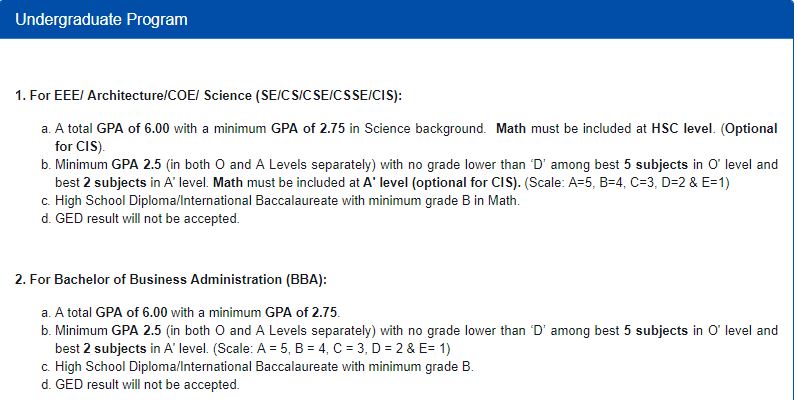 Undergraduate Program
1. For EEE/ Architecture/COE/ Science (SE/CS/CSE/CSSE/CIS):
a. A total GPA of 6.00 with a minimum GPA of 2.75 in Science background. Math must be included at HSC level. (Optional
for CIS).
b. Minimum GPA 2.5 (in both O and A Levels separately) with no grade lower than ‘D’ among best 5 subjects in O’ level and
best 2 subjects in A’ level. Math must be included at A' level (optional for CIS). (Scale: A=5, B=4, C=3, D=2 & E=1)
c. High School Diploma/International Baccalaureate with minimum grade B in Math.
d. GED result will not be accepted.
2. For Bachelor of Business Administration (BBA):
a. A total GPA of 6.00 with a minimum GPA of 2.75.
b. Minimum GPA 2.5 (in both O and A Levels separately) with no grade lower than ‘D’ among best 5 subjects in O’ level and
best 2 subjects in A’ level. (Scale: A = 5, B = 4, C = 3, D = 2 & E= 1)
c. High School Diploma/International Baccalaureate with minimum grade B.
d. GED result will not be accepted.